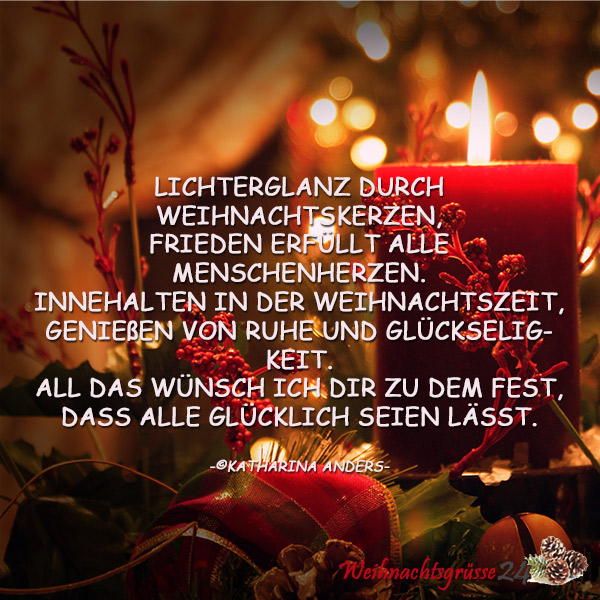 LICHTERGLANZ DURCH
WEIHNACHTSKERZEN,
FRIEDEN ERFÜLLT ALLE
MENSCHENHERZEN.
INNEHALTEN IN DER WEIHNACHTSZEIT,
GENIEßEN VON RUHE UND GLÜCKSELIG-
KEIT.
ALL DAS WÜNSCH ICH DIR ZU DEM FEST,
DASS ALLE GLÜCKLICH SEIEN LÄSST.
-©KATHARINA ANDERS-
Weihnachtsgrüsse24